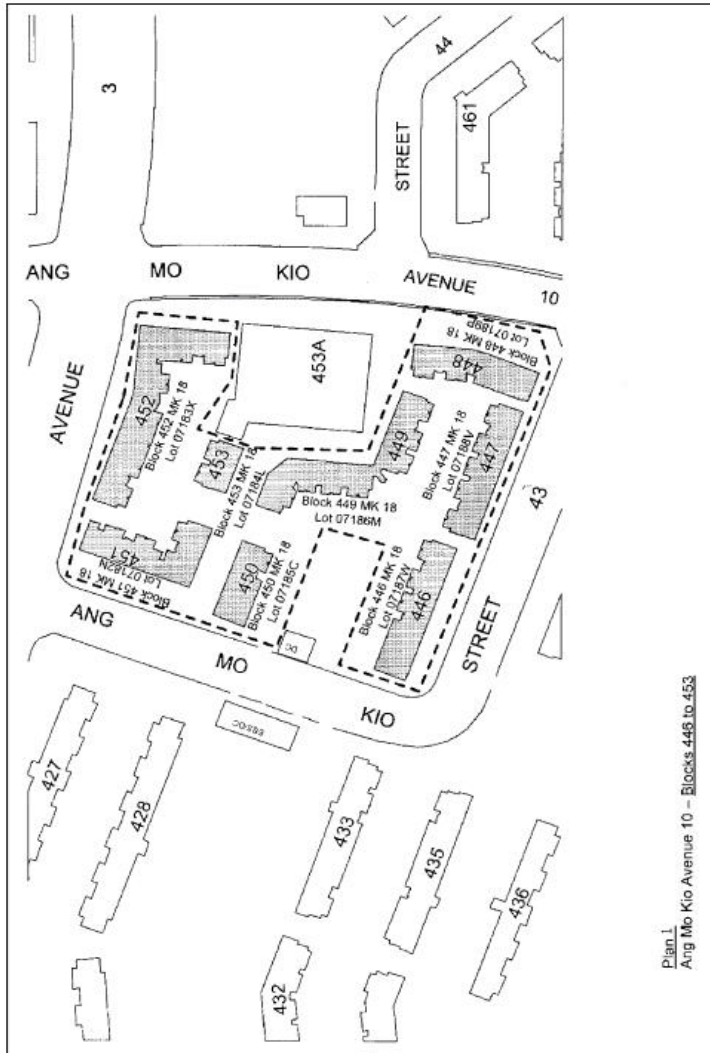 3
44
461
STREET
ANG MO KIO AVENUE 10
AVENUE
452
Block 452 MK 18
Lot 07183X
453A
453
Block 453 MK 18
Lot 07184L
448
Block 448 MK 18
Lot 07189P
449
Block 449 MK 18
Lot 07186M
447
Block 447 MK 18
Lot 07188V
43
451
Block 451 MK 18
Lot 07182N
450
Block 450 MK 18
Lot 07185C
446
Block 446 MK 18
Lot 07187W
STREET
DC
ANG MO KIO
427
428
433
435
436
432
Plan 1
Ang Mo Kio Avenue 10 – Blocks 446 to 453